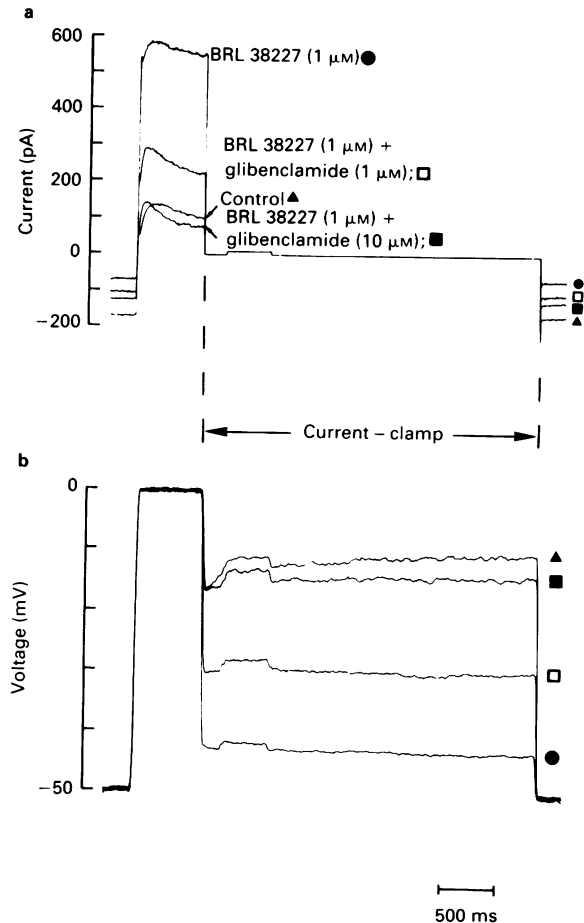 a
600
400
200
0
−200
Current (pA)
BRL 38227 (1 μM) ●
BRL 38227 (1 μM) +
glibenclamide (1 μM); □
Control ▲
BRL 38227 (1 μM) +
glibenclamide (10 μM); ■
Current – clamp
b
0
−50
Voltage (mV)
500 ms